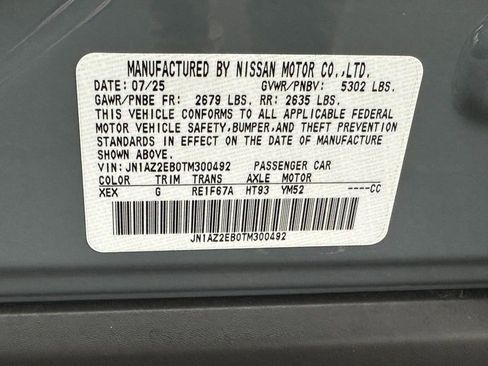 MANUFACTURED BY NISSAN MOTOR CO.,LTD.
DATE: 07/25 GVWR/PNBV: 5302 LBS.
GAWR/PNBE FR: 2679 LBS. RR: 2635 LBS.
THIS VEHICLE CONFORMS TO ALL APPLICABLE FEDERAL
MOTOR VEHICLE SAFETY,BUMPER,AND THEFT PREVENTION
STANDARDS IN EFFECT ON THE DATE OF MANUFACTURE
SHOWN ABOVE.
VIN: JN1AZ2EB0TM300492 PASSENGER CAR
COLOR TRIM TRANS AXLE MOTOR
XEX G RE1F67A HT93 YM52 ----CC
JN1AZ2EB0TM300492